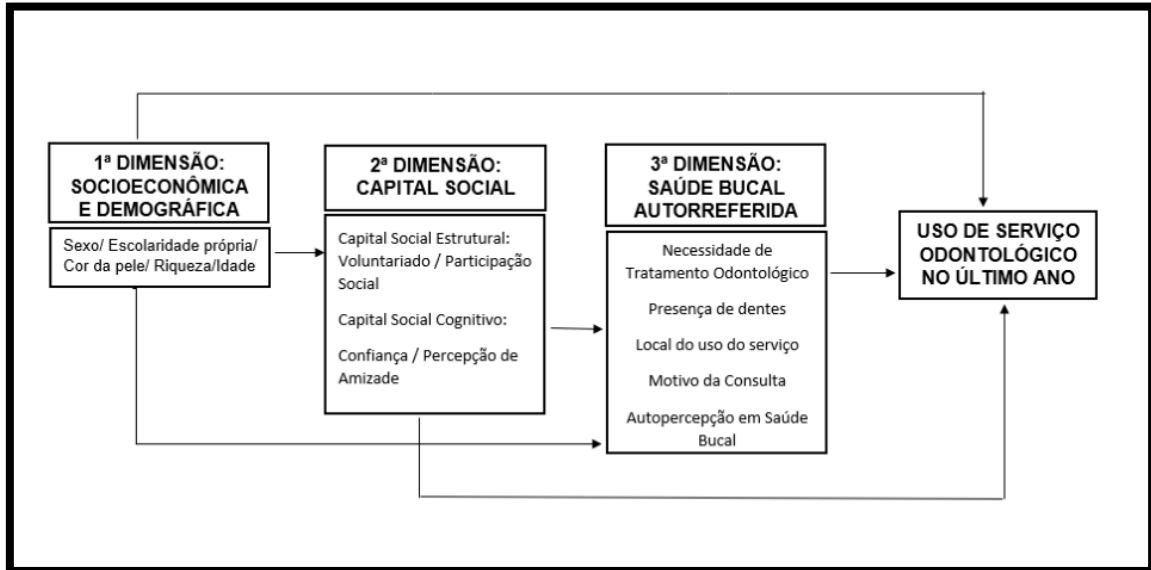 1ª DIMENSÃO:
SOCIOECONÔMICA
E DEMOGRÁFICA
Sexo/ Escolaridade própria/
Cor da pele/ Riqueza/Idade
2ª DIMENSÃO:
CAPITAL SOCIAL
Capital Social Estrutural:
Voluntariado / Participação
Social
Capital Social Cognitivo:
Confiança / Percepção de
Amizade
3ª DIMENSÃO:
SAÚDE BUCAL
AUTORREFERIDA
Necessidade de
Tratamento Odontológico
Presença de dentes
Local do uso do serviço
Motivo da Consulta
Autopercepção em Saúde
Bucal
USO DE SERVIÇO
ODONTOLÓGICO
NO ÚLTIMO ANO